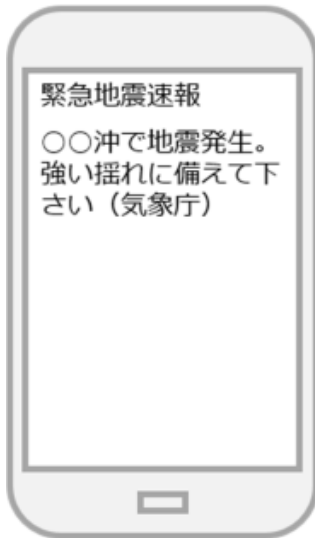 緊急地震速報
○○沖で地震発生。
強い揺れに備えて下
さい（気象庁）